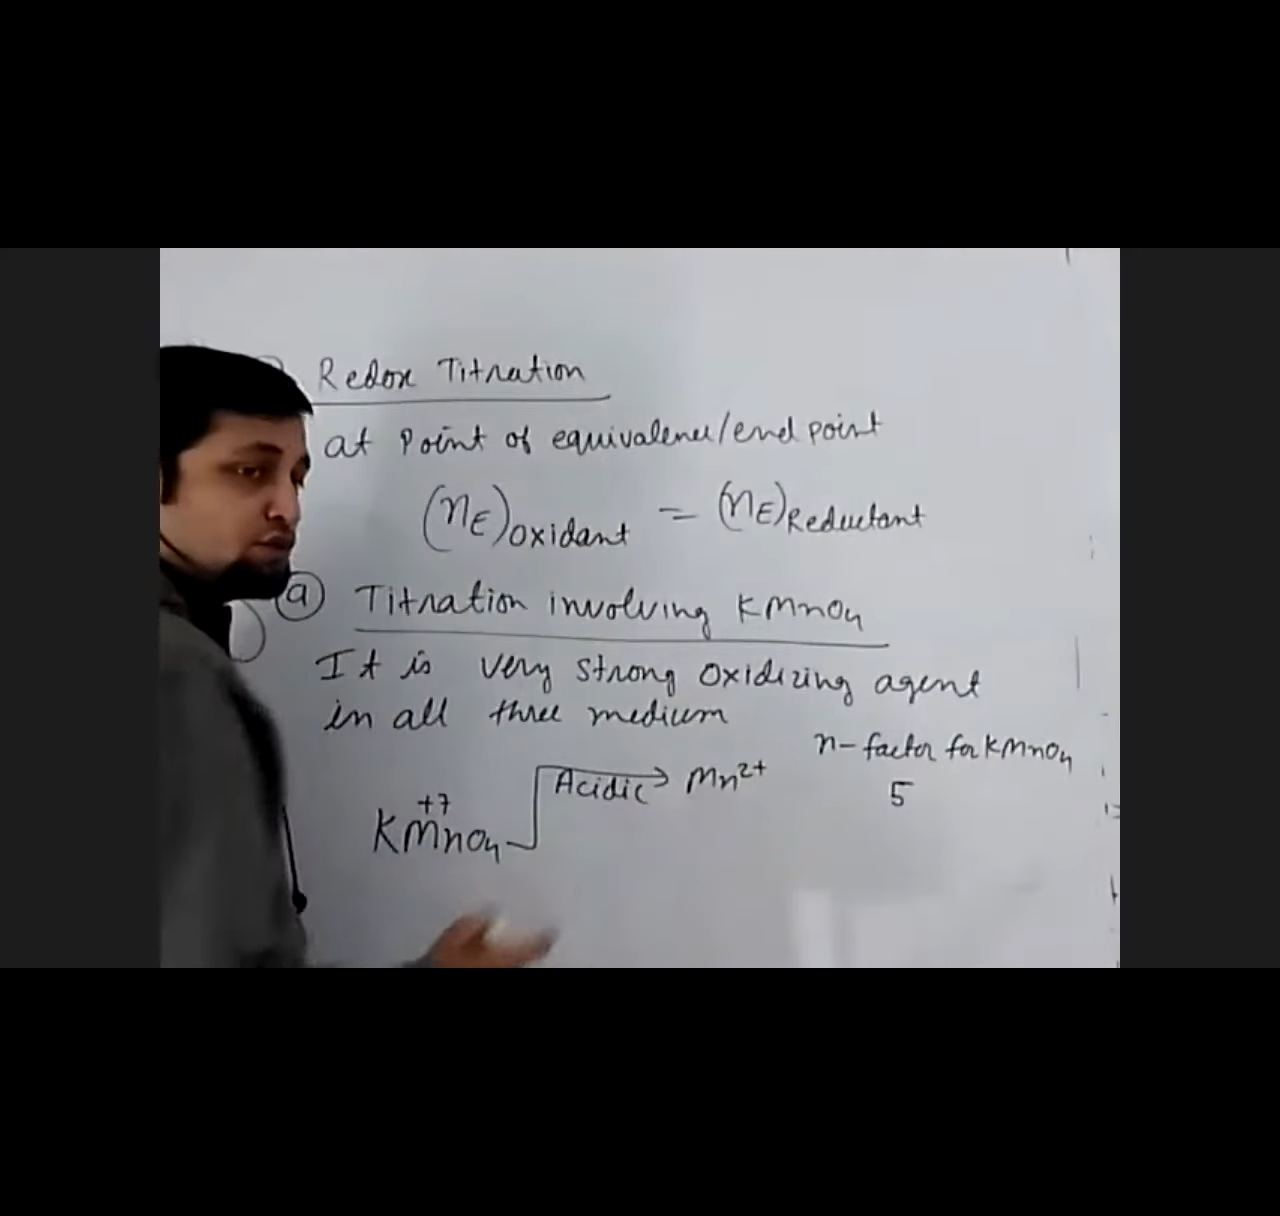 Redox Titration
at Point of equivalence/end point
(nE)Oxidant = (nE)Reductant
a Titration involving KMnO4
It is very strong oxidizing agent
in all three medium
n-factor for KMnO4
Acidic → Mn2+
5
+7
KMnO4